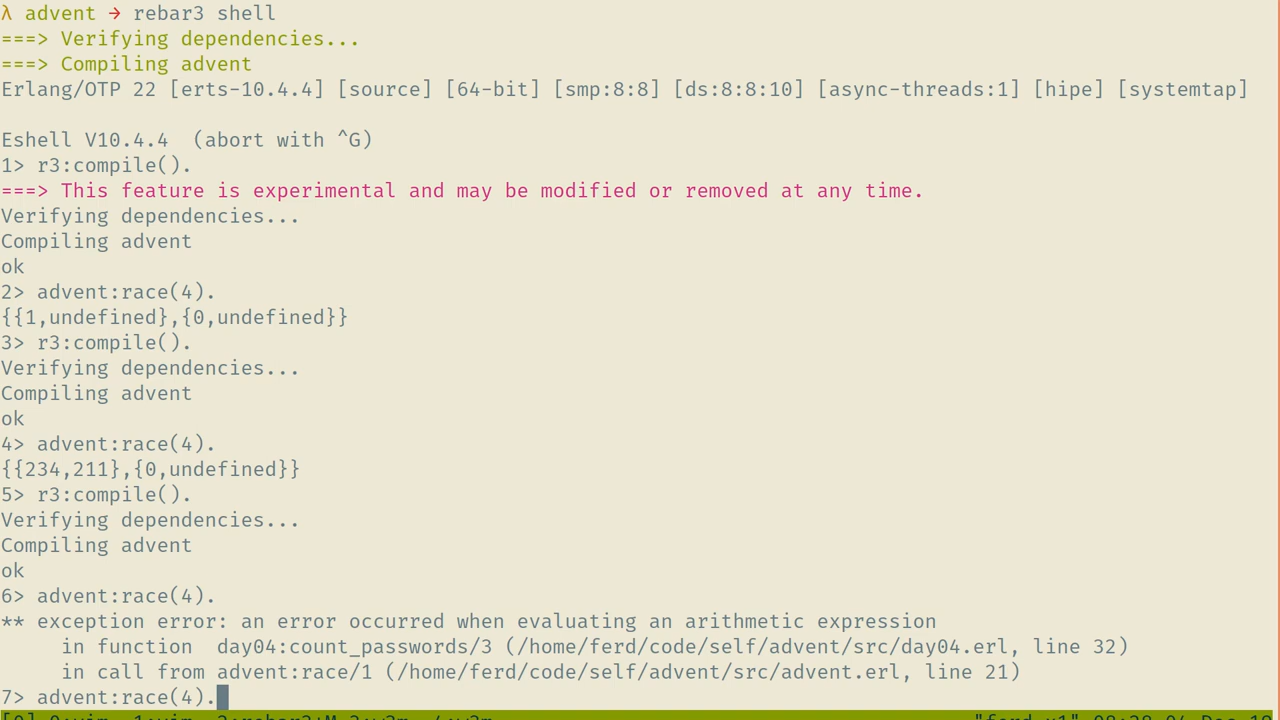 λ advent → rebar3 shell
===> Verifying dependencies...
===> Compiling advent
Erlang/OTP 22 [erts-10.4.4] [source] [64-bit] [smp:8:8] [ds:8:8:10] [async-threads:1] [hipe] [systemtap]
Eshell V10.4.4  (abort with ^G)
1> r3:compile().
===> This feature is experimental and may be modified or removed at any time.
Verifying dependencies...
Compiling advent
ok
2> advent:race(4).
{{1,undefined},{0,undefined}}
3> r3:compile().
Verifying dependencies...
Compiling advent
ok
4> advent:race(4).
{{234,211},{0,undefined}}
5> r3:compile().
Verifying dependencies...
Compiling advent
ok
6> advent:race(4).
** exception error: an error occurred when evaluating an arithmetic expression
     in function  day04:count_passwords/3 (/home/ferd/code/self/advent/src/day04.erl, line 32)
     in call from advent:race/1 (/home/ferd/code/self/advent/src/advent.erl, line 21)
7> advent:race(4).